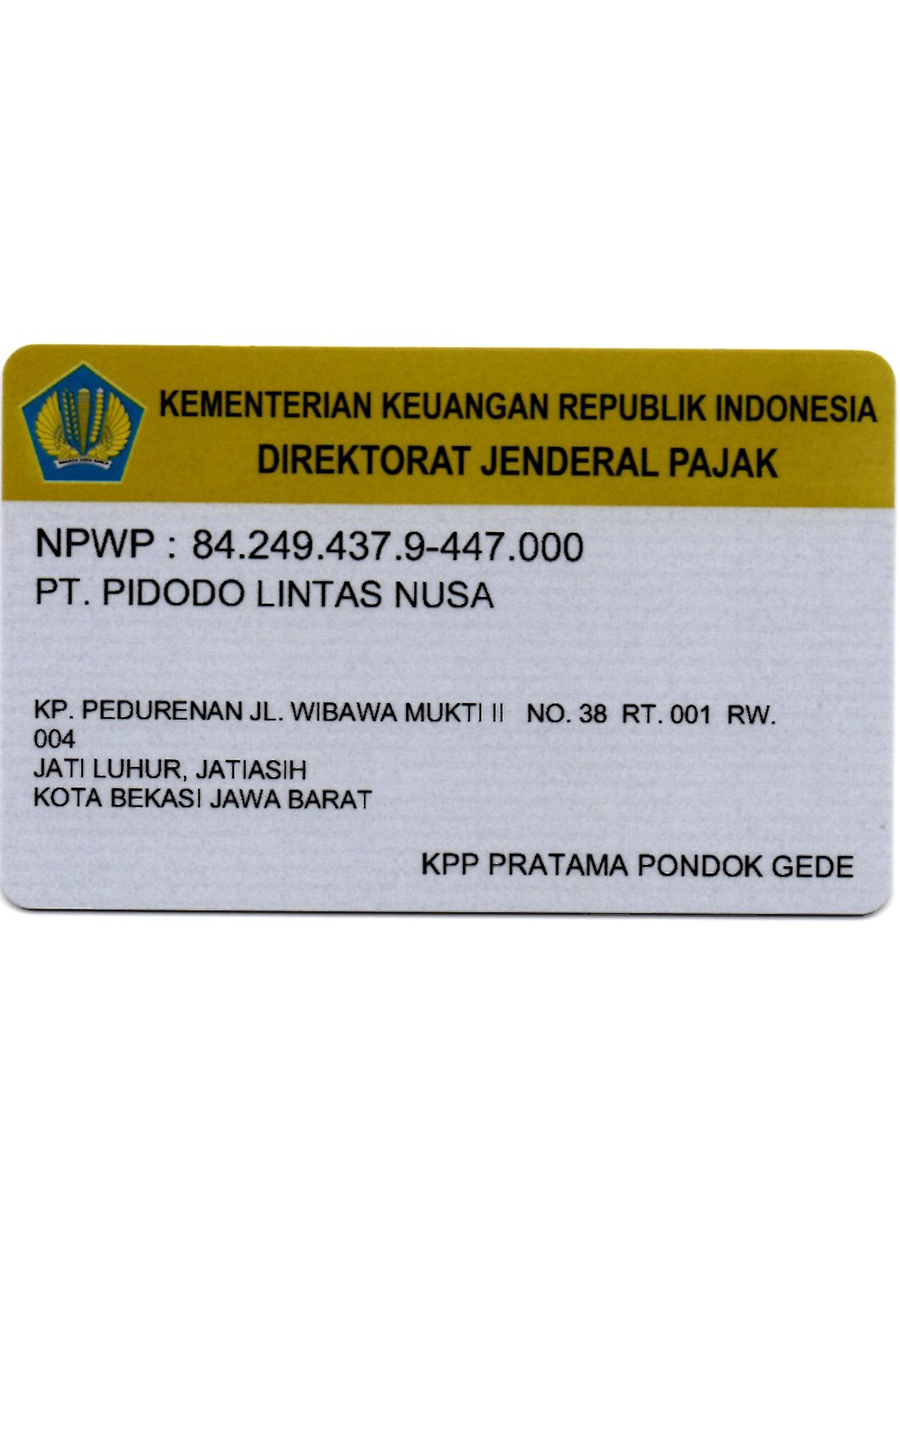 KEMENTERIAN KEUANGAN REPUBLIK INDONESIA
DIREKTORAT JENDERAL PAJAK
NPWP : 84.249.437.9-447.000
PT. PIDODO LINTAS NUSA
KP. PEDURENAN JL. WIBAWA MUKTI II NO. 38 RT. 001 RW.
004
JATI LUHUR, JATIASIH
KOTA BEKASI JAWA BARAT
KPP PRATAMA PONDOK GEDE